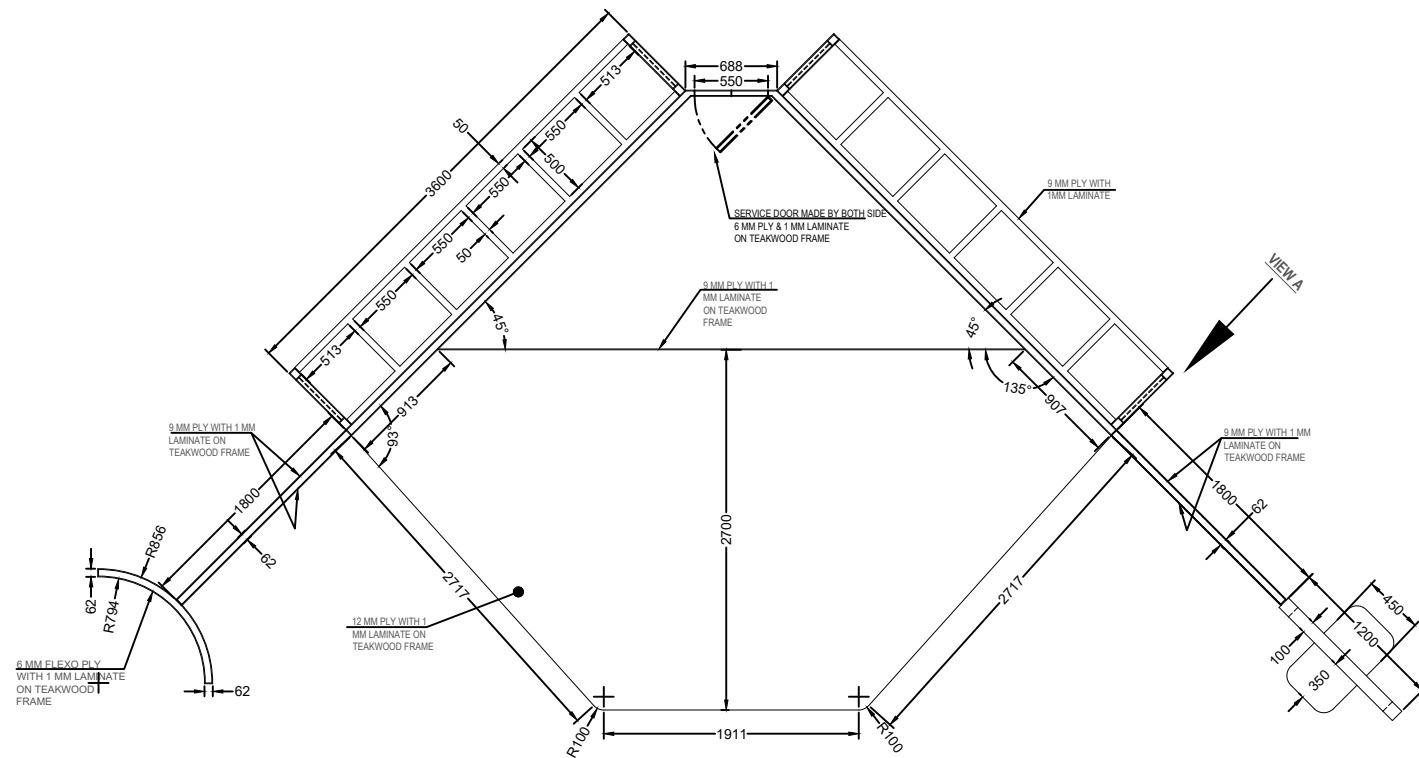 688
550
513
550
50
500
550
3600
550
50
550
513
SERVICE DOOR MADE BY BOTH SIDE
6 MM PLY & 1 MM LAMINATE
ON TEAKWOOD FRAME
9 MM PLY WITH
1MM LAMINATE
VIEW A
9 MM PLY WITH 1
MM LAMINATE
ON TEAKWOOD
FRAME
45°
45°
135°
913
907
93°
9 MM PLY WITH 1 MM
LAMINATE ON
TEAKWOOD FRAME
9 MM PLY WITH 1 MM
LAMINATE ON
TEAKWOOD FRAME
1800
62
1800
62
2700
R856
R794
62
62
2717
2717
12 MM PLY WITH 1
MM LAMINATE ON
TEAKWOOD FRAME
6 MM FLEXO PLY
WITH 1 MM LAMINATE
ON TEAKWOOD
FRAME
450
1200
100
350
R100
1911
R100